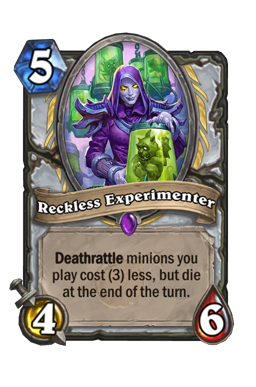 5
Reckless Experimenter
Deathrattle minions you
play cost (3) less, but die
at the end of the turn.
4
6